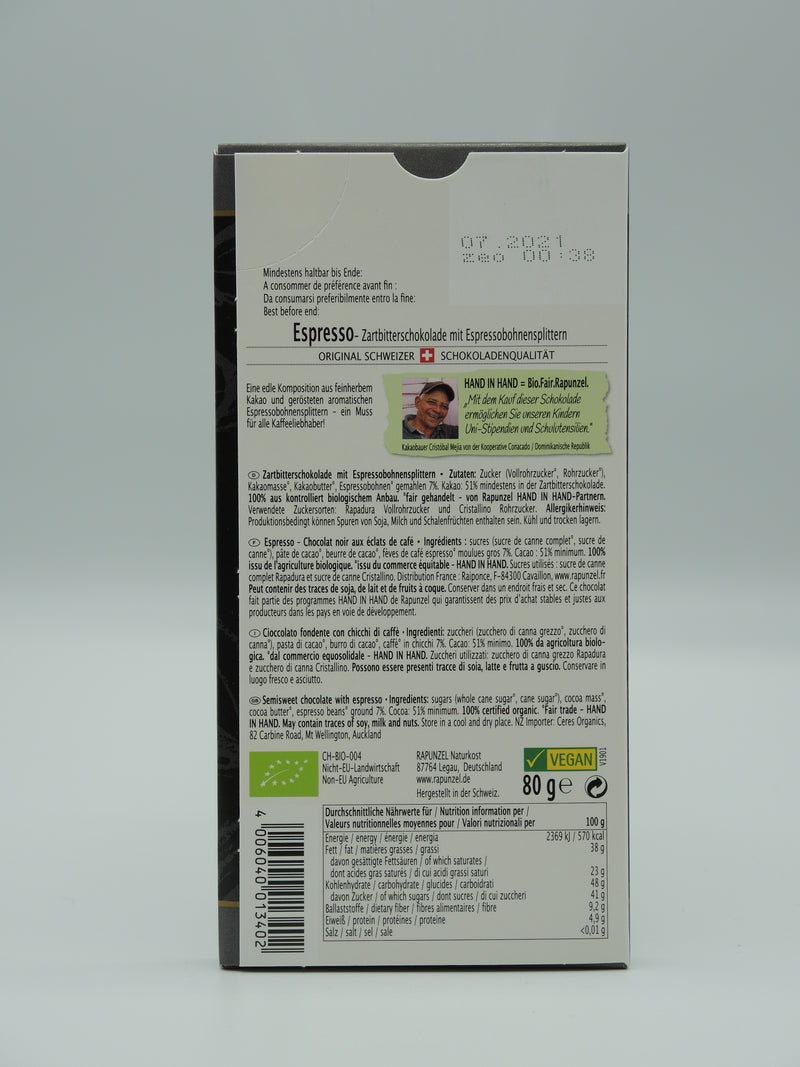 07.2021
zeo 00:38
Mindestens haltbar bis Ende:
A consommer de préférence avant fin :
Da consumarsi preferibilmente entro la fine:
Best before end:
Espresso- Zartbitterschokolade mit Espressobohnensplittern
ORIGINAL SCHWEIZER SCHOKOLADENQUALITÄT
Eine edle Komposition aus feinherbem
Kakao und gerösteten aromatischen
Espressobohnensplittern - ein Muss
für alle Kaffeeliebhaber!
HAND IN HAND = Bio.Fair.Rapunzel.
„Mit dem Kauf dieser Schokolade
ermöglichen Sie unseren Kindern
Uni-Stipendien und Schulutensilien."
Kakaobauer Cristóbal Mejia von der Kooperative Conacado / Dominikanische Republik
D Zartbitterschokolade mit Espressobohnensplittern • Zutaten: Zucker (Vollrohrzucker°, Rohrzucker°),
Kakaomasse°, Kakaobutter°, Espressobohnen° gemahlen 7%. Kakao: 51% mindestens in der Zartbitterschokolade.
100% aus kontrolliert biologischem Anbau. °fair gehandelt - von Rapunzel HAND IN HAND-Partnern.
Verwendete Zuckersorten: Rapadura Vollrohrzucker und Cristallino Rohrzucker. Allergikerhinweis:
Produktionsbedingt können Spuren von Soja, Milch und Schalenfrüchten enthalten sein. Kühl und trocken lagern.
F Espresso - Chocolat noir aux éclats de café • Ingrédients : sucres (sucre de canne complet°, sucre de
canne°), pâte de cacao°, beurre de cacao°, fèves de café espresso° moulues gros 7%. Cacao : 51% minimum. 100%
issu de l'agriculture biologique. °issu du commerce équitable - HAND IN HAND. Sucres utilisés : sucre de canne
complet Rapadura et sucre de canne Cristallino. Distribution France : Raiponce, F-84300 Cavaillon, www.rapunzel.fr
Peut contenir des traces de soja, de lait et de fruits à coque. Conserver dans un endroit frais et sec. Ce chocolat
fait partie des programmes HAND IN HAND de Rapunzel qui garantissent des prix d'achat stables et justes aux
producteurs dans les pays en voie de développement.
I Cioccolato fondente con chicchi di caffè • Ingredienti: zuccheri (zucchero di canna grezzo°, zucchero di
canna°), pasta di cacao°, burro di cacao°, caffè° in chicchi 7%. Cacao: 51% minimo. 100% da agricoltura biolo-
gica. °dal commercio equosolidale - HAND IN HAND. Zuccheri utilizzati: zucchero di canna grezzo Rapadura
e zucchero di canna Cristallino. Possono essere presenti tracce di soia, latte e frutta a guscio. Conservare in
luogo fresco e asciutto.
GB Semisweet chocolate with espresso • Ingredients: sugars (whole cane sugar°, cane sugar°), cocoa mass°,
cocoa butter°, espresso beans° ground 7%. Cocoa: 51% minimum. 100% certified organic. °Fair trade - HAND
IN HAND. May contain traces of soy, milk and nuts. Store in a cool and dry place. NZ Importer: Ceres Organics,
82 Carbine Road, Mt Wellington, Auckland
CH-BIO-004
Nicht-EU-Landwirtschaft
Non-EU Agriculture
RAPUNZEL Naturkost
87764 Legau, Deutschland
www.rapunzel.de
Hergestellt in der Schweiz.
VEGAN
V1901
80 g e
4 006040 013402
Durchschnittliche Nährwerte für / Nutrition information per /
Valeurs nutritionnelles moyennes pour / Valori nutrizionali per 100 g
Energie / energy / énergie / energia 2369 kJ / 570 kcal
Fett / fat / matières grasses / grassi 38 g
davon gesättigte Fettsäuren / of which saturates /
dont acides gras saturés / di cui acidi grassi saturi 23 g
Kohlenhydrate / carbohydrate / glucides / carboidrati 48 g
davon Zucker / of which sugars / dont sucres / di cui zuccheri 41 g
Ballaststoffe / dietary fiber / fibres alimentaires / fibre 9,2 g
Eiweiß / protein / protéines / proteine 4,9 g
Salz / salt / sel / sale <0,01 g